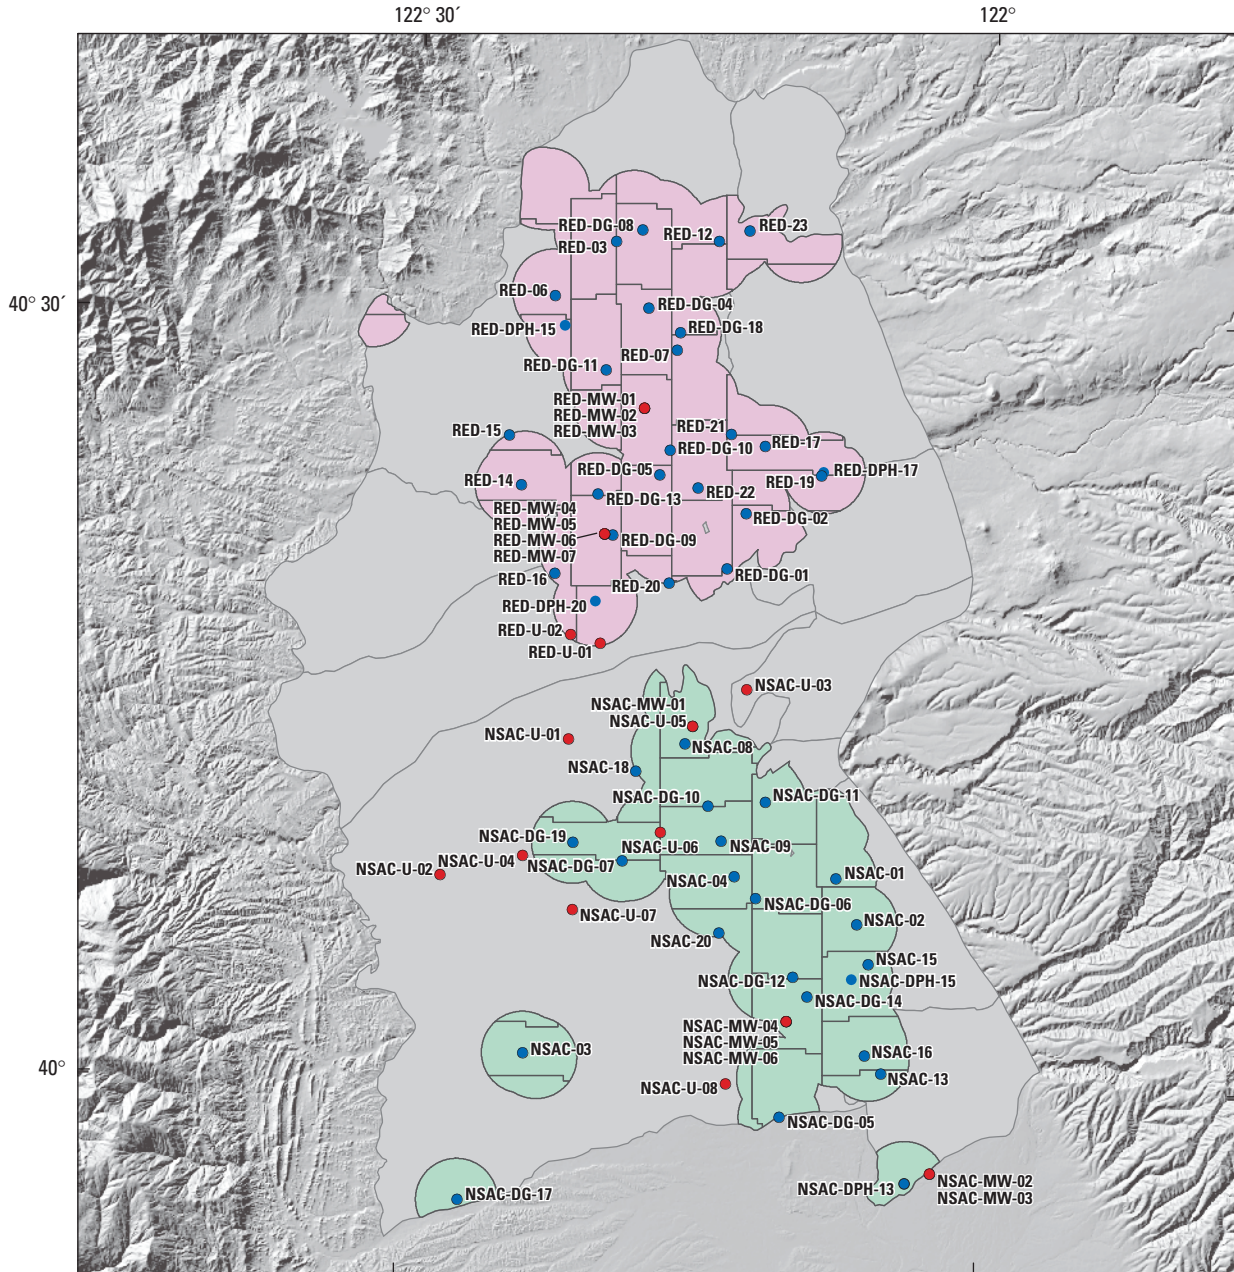 122° 30´
122°
RED-DG-08
RED-03
RED-12
RED-23
40° 30´
RED-06
RED-DG-04
RED-DPH-15
RED-DG-18
RED-07
RED-DG-11
RED-MW-01
RED-MW-02
RED-MW-03
RED-15
RED-21
RED-17
RED-DG-10
RED-DG-05
RED-DPH-17
RED-19
RED-14
RED-DG-13
RED-22
RED-MW-04
RED-MW-05
RED-MW-06
RED-MW-07
RED-DG-02
RED-DG-09
RED-16
RED-20
RED-DG-01
RED-DPH-20
RED-U-02
RED-U-01
NSAC-U-03
NSAC-MW-01
NSAC-U-05
NSAC-U-01
NSAC-08
NSAC-18
NSAC-DG-10
NSAC-DG-11
NSAC-DG-19
NSAC-U-06
NSAC-09
NSAC-U-04
NSAC-DG-07
NSAC-U-02
NSAC-04
NSAC-01
NSAC-DG-06
NSAC-U-07
NSAC-02
NSAC-20
NSAC-15
NSAC-DG-12
NSAC-DPH-15
NSAC-DG-14
NSAC-MW-04
NSAC-MW-05
NSAC-MW-06
NSAC-03
NSAC-16
40°
NSAC-13
NSAC-U-08
NSAC-DG-05
NSAC-DPH-13
NSAC-MW-02
NSAC-MW-03
NSAC-DG-17